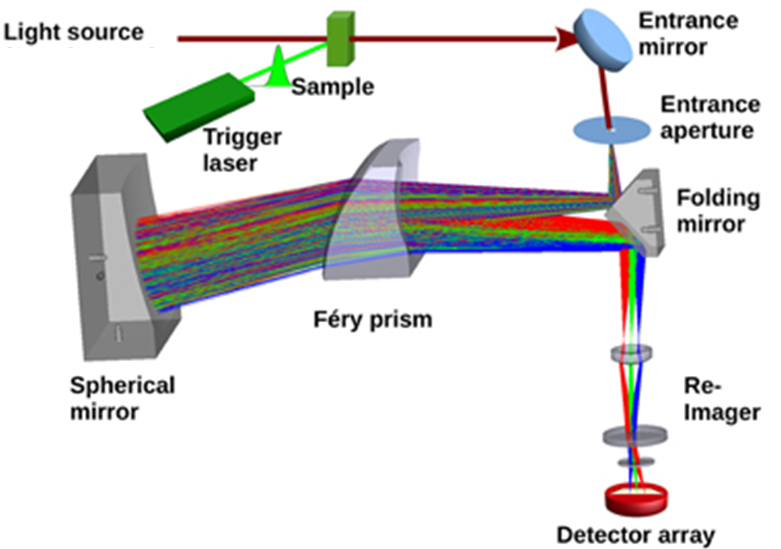 Light source
Entrance
mirror
Sample
Entrance
aperture
Trigger
laser
Folding
mirror
Féry prism
Spherical
mirror
Re-
Imager
Detector array